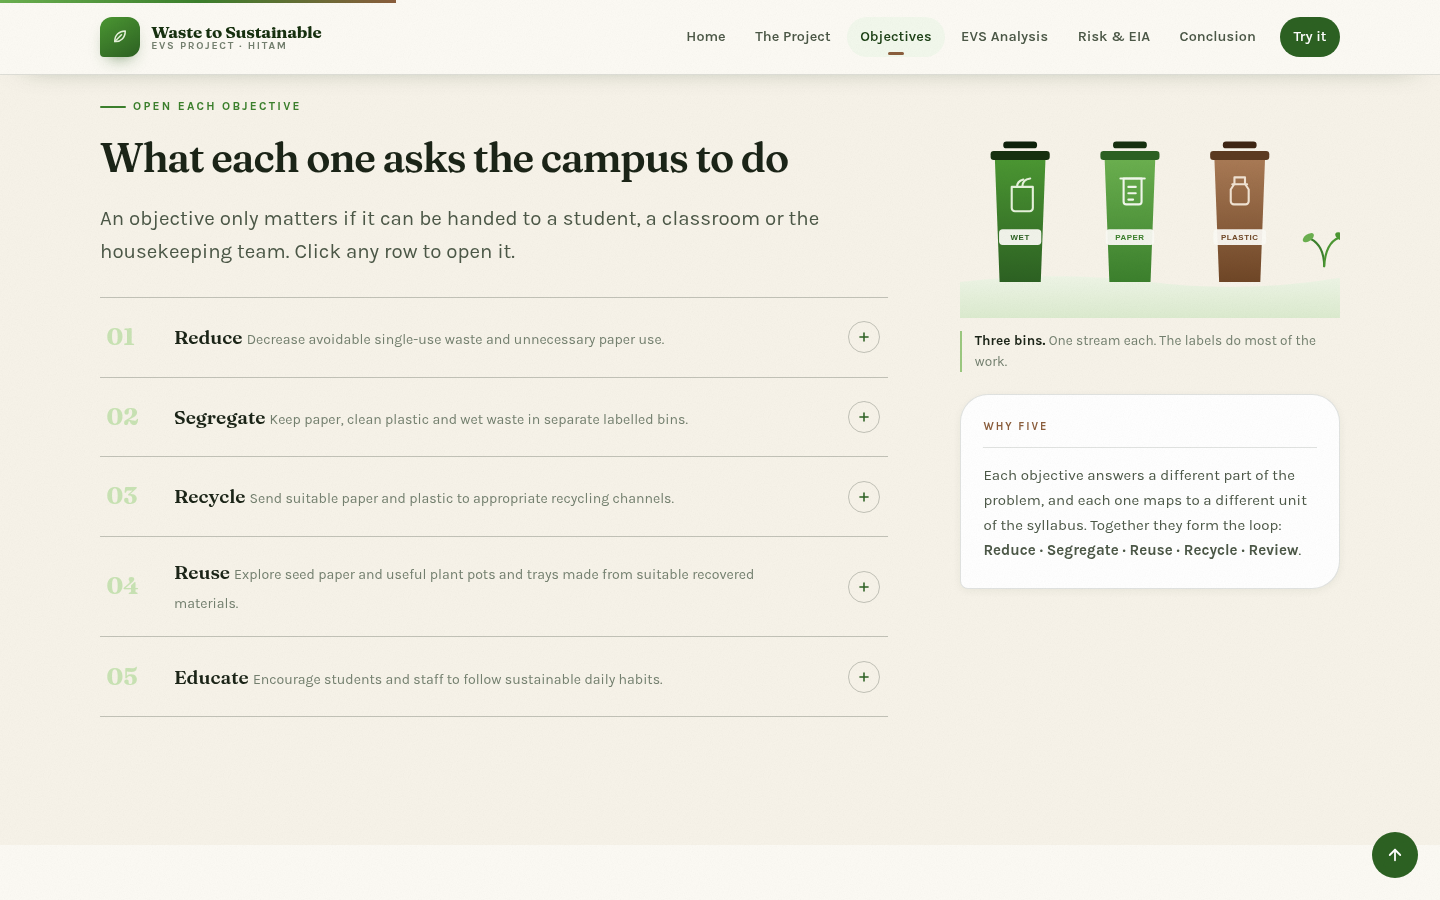 Waste to Sustainable
EVS PROJECT · HITAM
Home
The Project
Objectives
EVS Analysis
Risk & EIA
Conclusion
Try it
OPEN EACH OBJECTIVE
What each one asks the campus to do
An objective only matters if it can be handed to a student, a classroom or the
housekeeping team. Click any row to open it.
01
Reduce Decrease avoidable single-use waste and unnecessary paper use.
02
Segregate Keep paper, clean plastic and wet waste in separate labelled bins.
03
Recycle Send suitable paper and plastic to appropriate recycling channels.
04
Reuse Explore seed paper and useful plant pots and trays made from suitable recovered
materials.
05
Educate Encourage students and staff to follow sustainable daily habits.
WET
PAPER
PLASTIC
Three bins. One stream each. The labels do most of the
work.
WHY FIVE
Each objective answers a different part of the
problem, and each one maps to a different unit
of the syllabus. Together they form the loop:
Reduce · Segregate · Reuse · Recycle · Review.